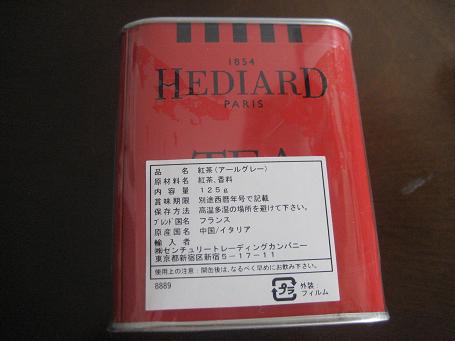 1854
HEDIARD
PARIS
TEA
品 名 紅茶(アールグレー)
原材料名 紅茶、香料
内容量 125g
賞味期限 別途西暦年号で記載
保存方法 高温多湿の場所を避けて下さい。
ブレンド国名 フランス
原産国名 中国/イタリア
輸入者
㈱センチュリートレーディングカンパニー
東京都新宿区新宿5-17-11
使用上の注意:開缶後は、なるべく早めにお飲み下さい。
8889
プラ
外装:
フィルム